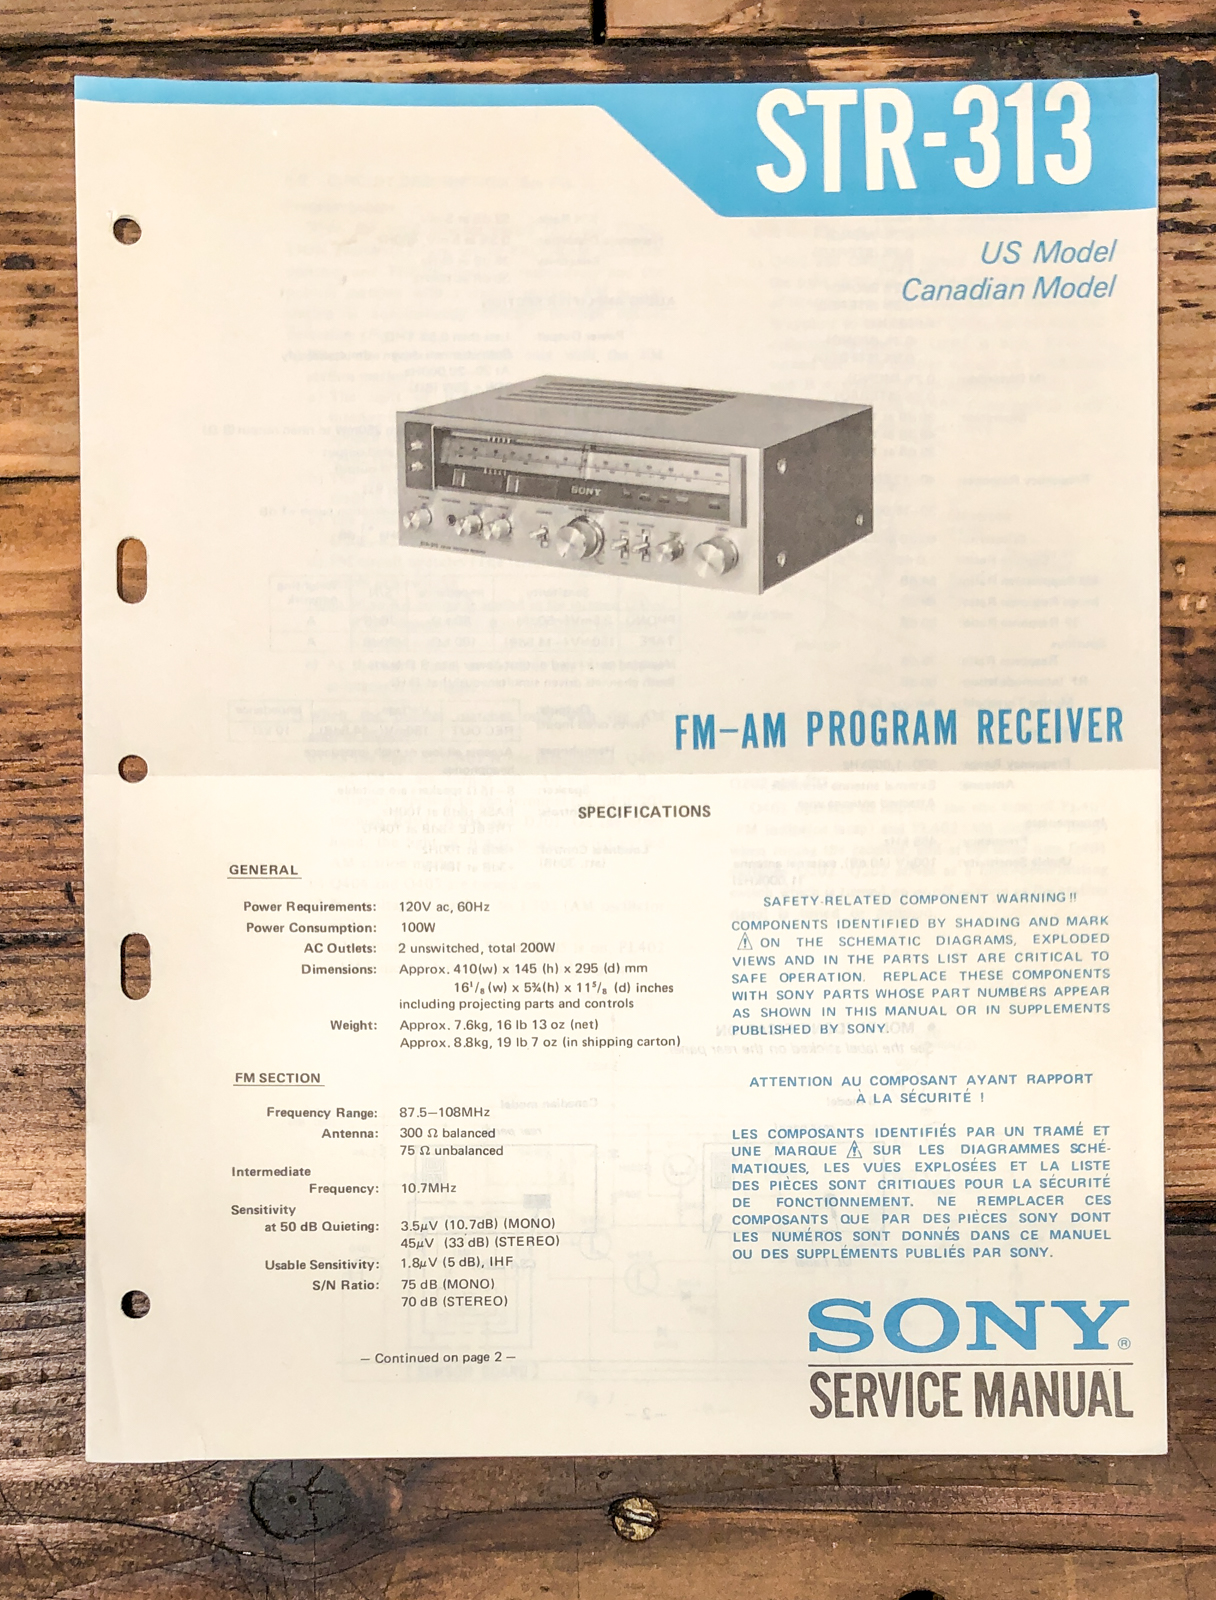 STR-313
US Model
Canadian Model
SONY
FM—AM PROGRAM RECEIVER
SPECIFICATIONS
GENERAL
Power Requirements: 120V ac, 60Hz
Power Consumption: 100W
AC Outlets: 2 unswitched, total 200W
Dimensions: Approx. 410(w) x 145 (h) x 295 (d) mm
16¹/₈ (w) x 5¾(h) x 11⁵/₈ (d) inches
including projecting parts and controls
Weight: Approx. 7.6kg, 16 lb 13 oz (net)
Approx. 8.8kg, 19 lb 7 oz (in shipping carton)
FM SECTION
Frequency Range: 87.5—108MHz
Antenna: 300 Ω balanced
75 Ω unbalanced
Intermediate
Frequency: 10.7MHz
Sensitivity
at 50 dB Quieting: 3.5μV (10.7dB) (MONO)
45μV (33 dB) (STEREO)
Usable Sensitivity: 1.8μV (5 dB), IHF
S/N Ratio: 75 dB (MONO)
70 dB (STEREO)
— Continued on page 2 —
SAFETY-RELATED COMPONENT WARNING!!
COMPONENTS IDENTIFIED BY SHADING AND MARK
⚠ ON THE SCHEMATIC DIAGRAMS, EXPLODED
VIEWS AND IN THE PARTS LIST ARE CRITICAL TO
SAFE OPERATION. REPLACE THESE COMPONENTS
WITH SONY PARTS WHOSE PART NUMBERS APPEAR
AS SHOWN IN THIS MANUAL OR IN SUPPLEMENTS
PUBLISHED BY SONY.
ATTENTION AU COMPOSANT AYANT RAPPORT
À LA SÉCURITÉ !
LES COMPOSANTS IDENTIFIÉS PAR UN TRAMÉ ET
UNE MARQUE ⚠ SUR LES DIAGRAMMES SCHÉ-
MATIQUES, LES VUES EXPLOSÉES ET LA LISTE
DES PIÈCES SONT CRITIQUES POUR LA SÉCURITÉ
DE FONCTIONNEMENT. NE REMPLACER CES
COMPOSANTS QUE PAR DES PIÈCES SONY DONT
LES NUMÉROS SONT DONNÉS DANS CE MANUEL
OU DES SUPPLÉMENTS PUBLIÉS PAR SONY.
SONY®
SERVICE MANUAL